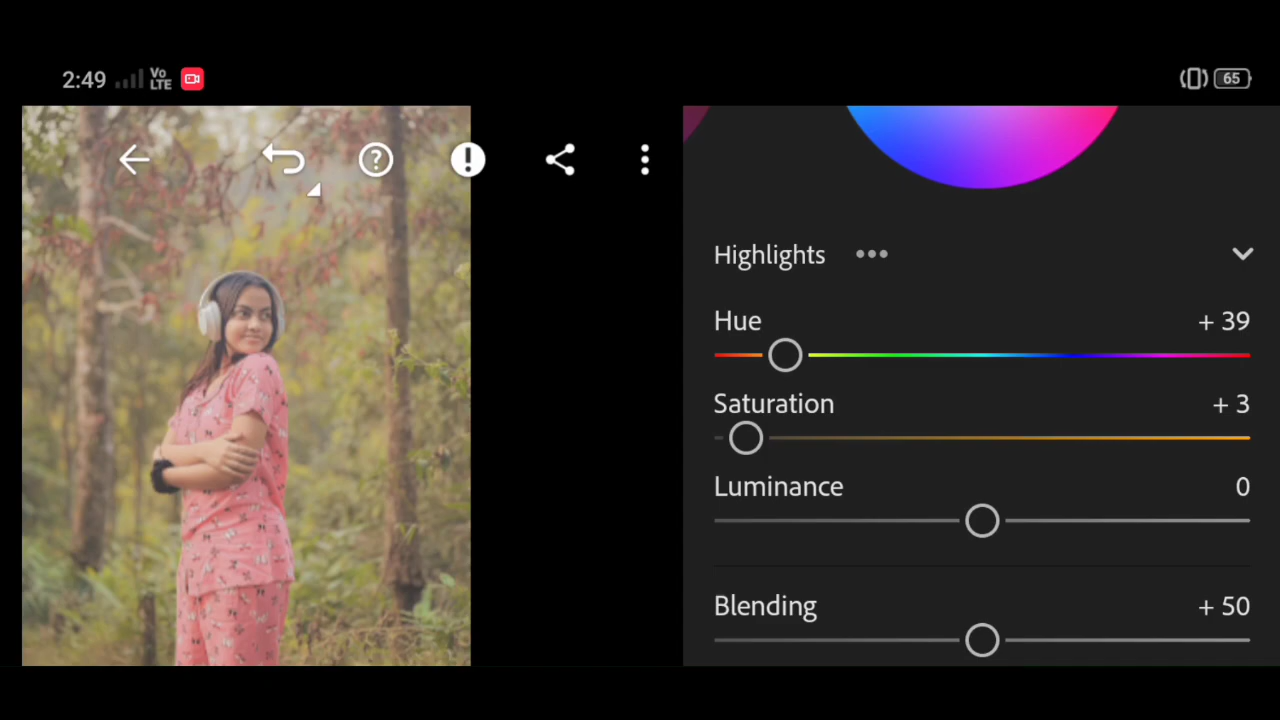 2:49 Vo LTE 65
Highlights
Hue + 39
Saturation + 3
Luminance 0
Blending + 50